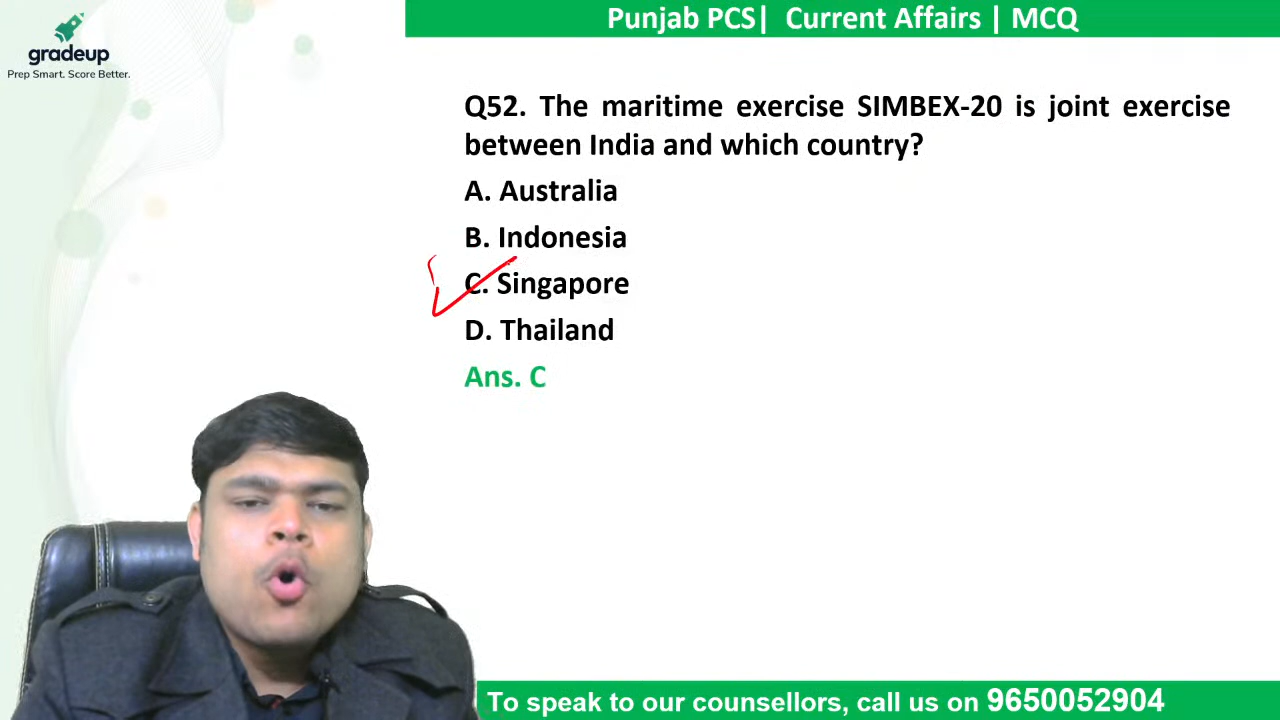 gradeup
Prep Smart. Score Better.
Punjab PCS| Current Affairs | MCQ
Q52. The maritime exercise SIMBEX-20 is joint exercise
between India and which country?
A. Australia
B. Indonesia
C. Singapore
D. Thailand
Ans. C
To speak to our counsellors, call us on 9650052904